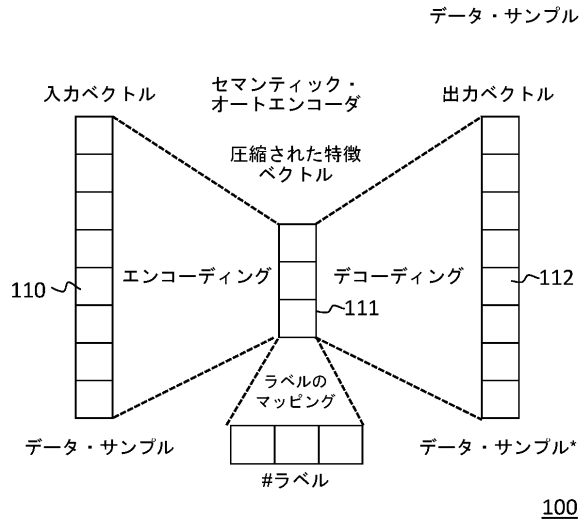 データ・サンプル
セマンティック・
オートエンコーダ
入力ベクトル
出力ベクトル
圧縮された特徴
ベクトル
エンコーディング
デコーディング
110
111
112
ラベルの
マッピング
データ・サンプル
データ・サンプル*
#ラベル
100